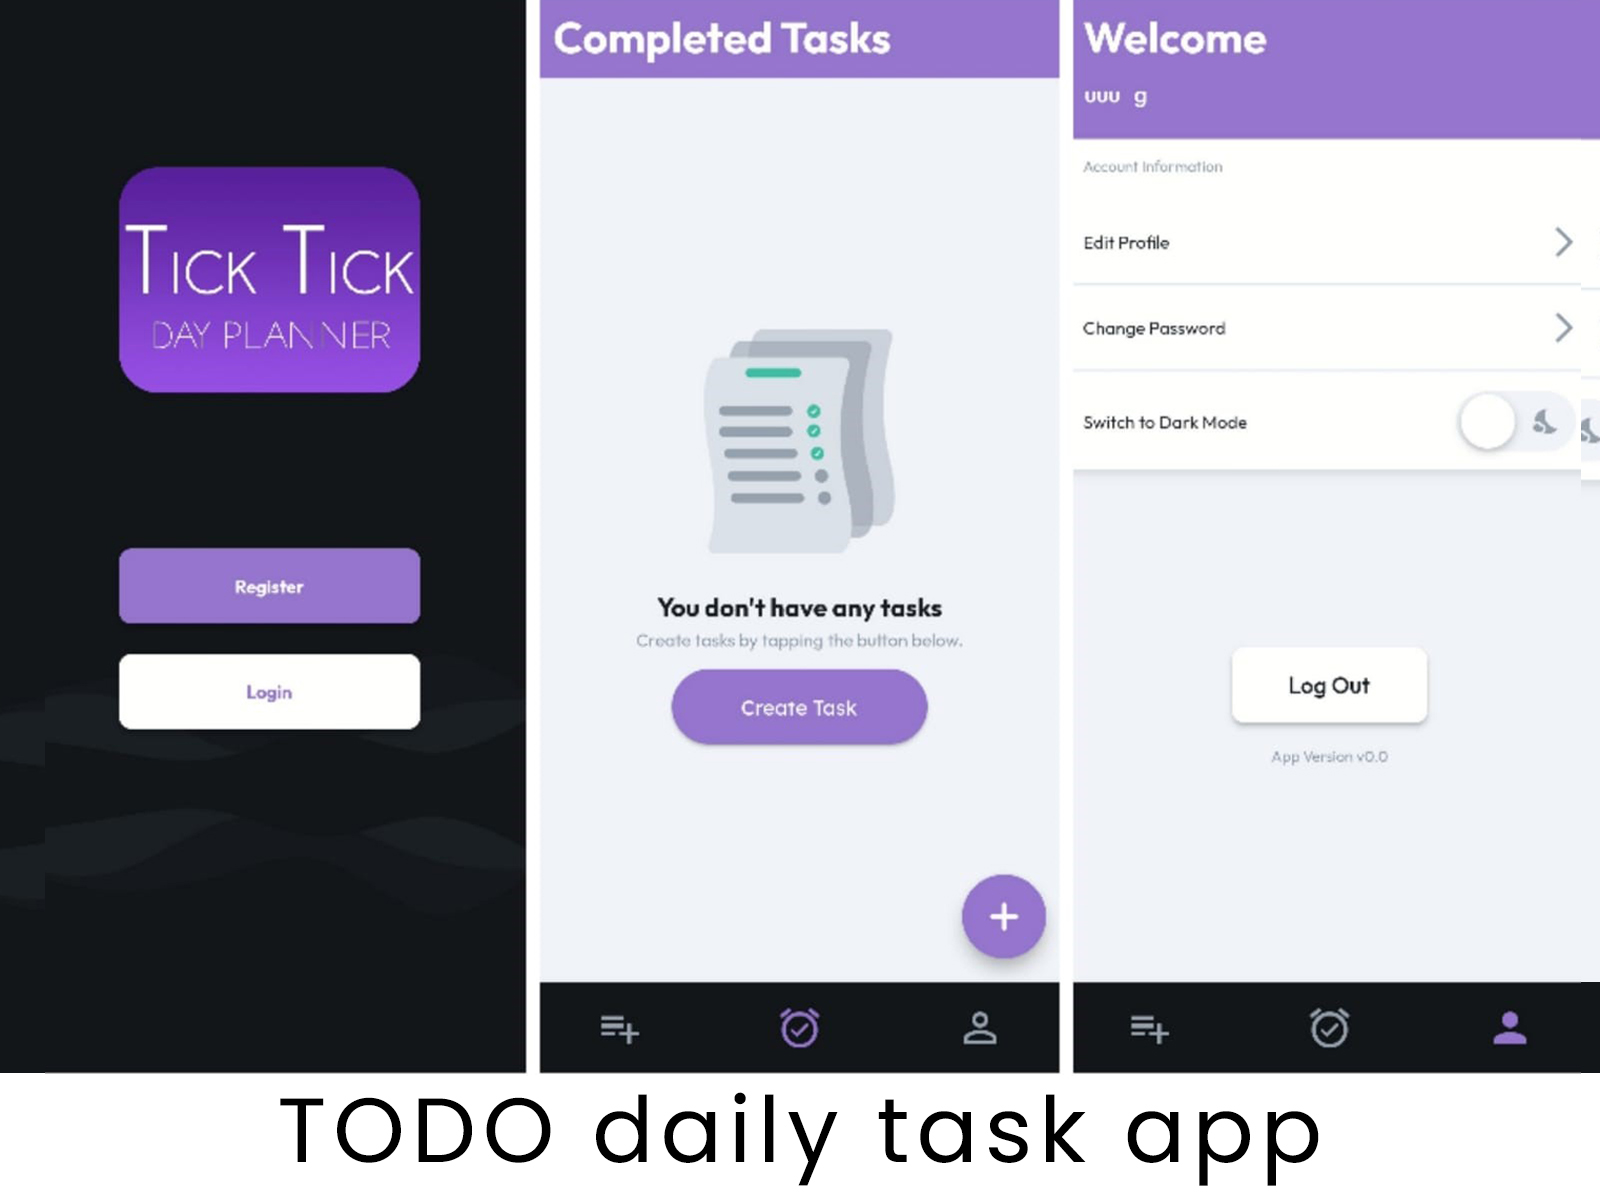 TICK TICK
DAY PLANNER
Register
Login
Completed Tasks
You don't have any tasks
Create tasks by tapping the button below.
Create Task
Welcome
uuu g
Account Information
Edit Profile
Change Password
Switch to Dark Mode
Log Out
App Version v0.0
TODO daily task app